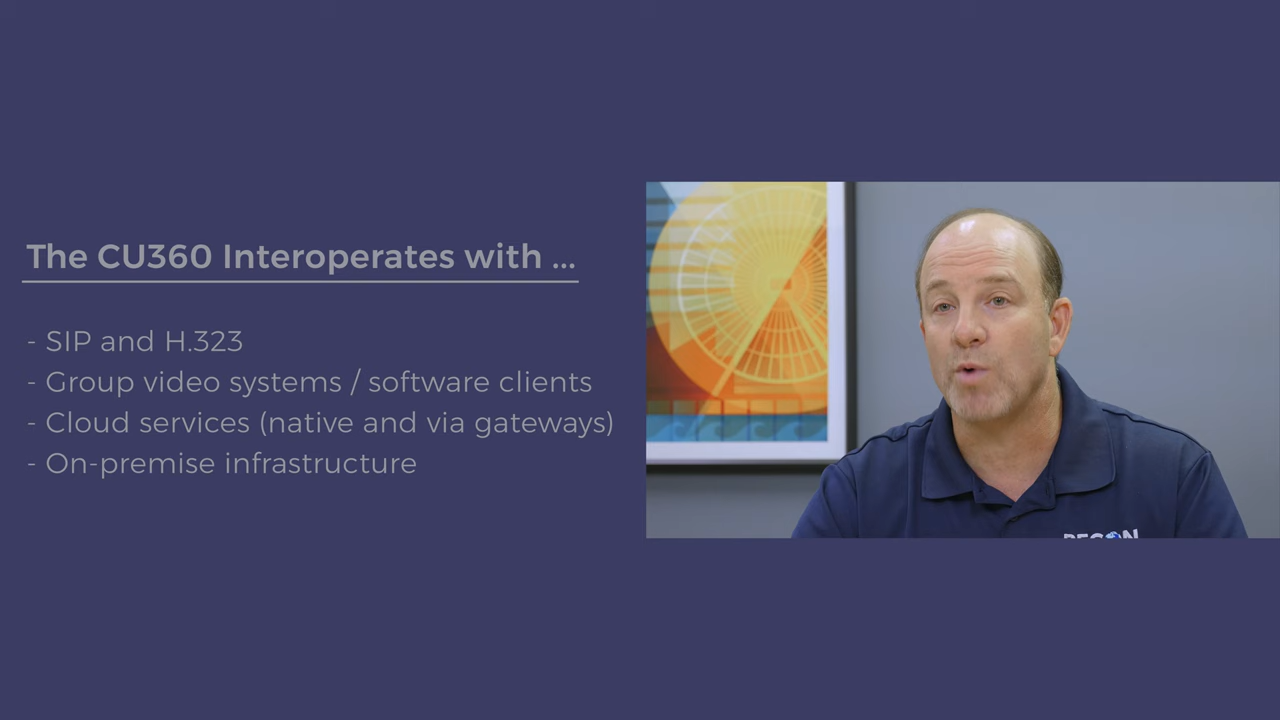 The CU360 Interoperates with ...
- SIP and H.323
- Group video systems / software clients
- Cloud services (native and via gateways)
- On-premise infrastructure